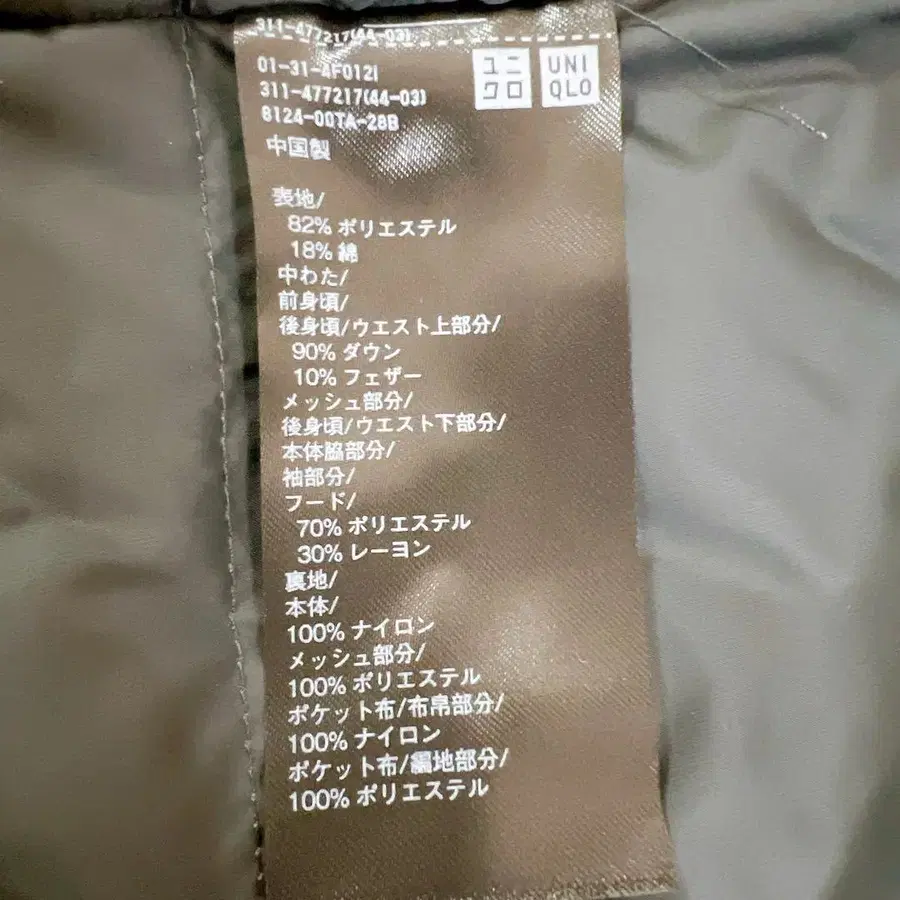 311-477217(44-03)
01-31-4F012I
311-477217(44-03)
8124-00TA-28B
ユニ
クロ
UNI
QLO
中国製
表地/
82% ポリエステル
18% 綿
中わた/
前身頃/
後身頃/ウエスト上部分/
90% ダウン
10% フェザー
メッシュ部分/
後身頃/ウエスト下部分/
本体脇部分/
袖部分/
フード/
70% ポリエステル
30% レーヨン
裏地/
本体/
100% ナイロン
メッシュ部分/
100% ポリエステル
ポケット布/布帛部分/
100% ナイロン
ポケット布/編地部分/
100% ポリエステル